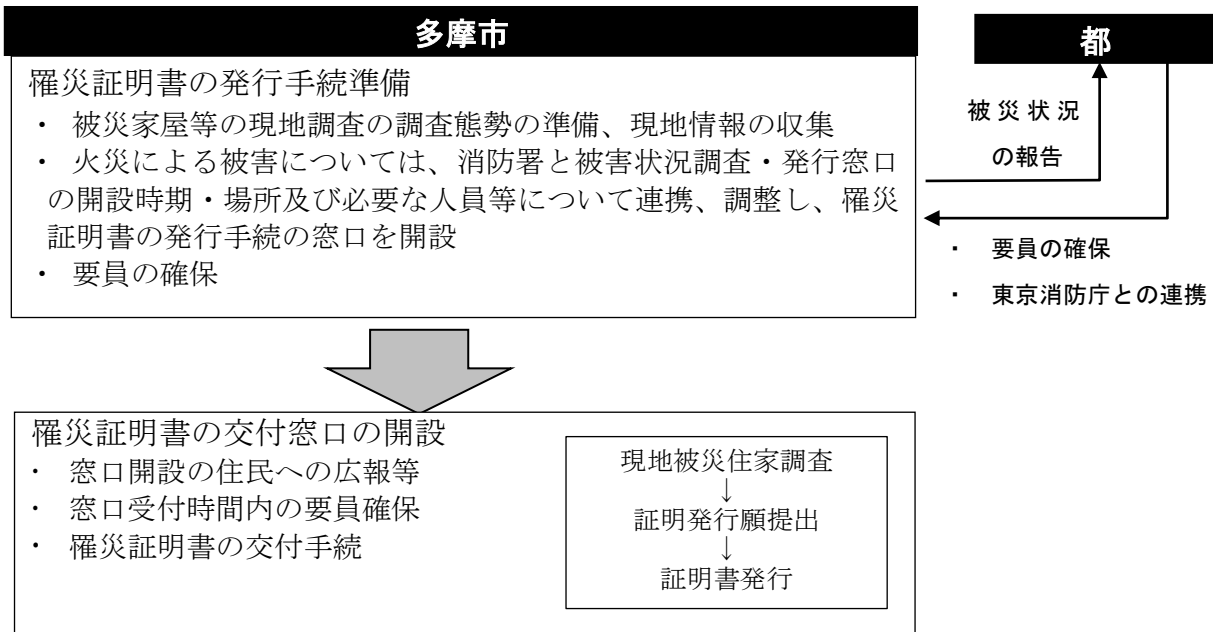 多摩市
罹災証明書の発行手続準備
・ 被災家屋等の現地調査の調査態勢の準備、現地情報の収集
・ 火災による被害については、消防署と被害状況調査・発行窓口
の開設時期・場所及び必要な人員等について連携、調整し、罹災
証明書の発行手続の窓口を開設
・ 要員の確保
都
被災状況
の報告
・ 要員の確保
・ 東京消防庁との連携
罹災証明書の交付窓口の開設
・ 窓口開設の住民への広報等
・ 窓口受付時間内の要員確保
・ 罹災証明書の交付手続
現地被災住家調査
↓
証明発行願提出
↓
証明書発行